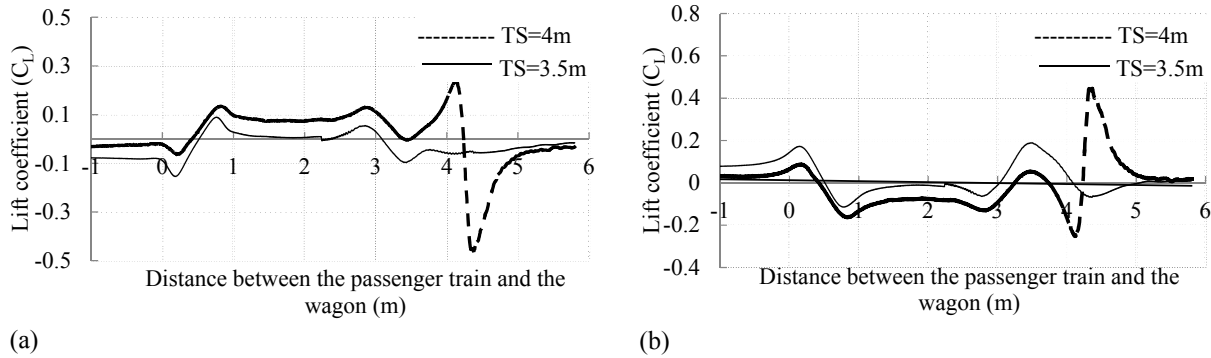 0.5
0.3
0.1
-0.1
-0.3
-0.5
Lift coefficient (CL)
-1 0 1 2 3 4 5 6
TS=4m
TS=3.5m
Distance between the passenger train and the
wagon (m)
(a)
0.8
0.6
0.4
0.2
0
-0.2
-0.4
Lift coefficient (CL)
-1 0 1 2 3 4 5 6
TS=4m
TS=3.5m
Distance between the passenger train and the
wagon (m)
(b)